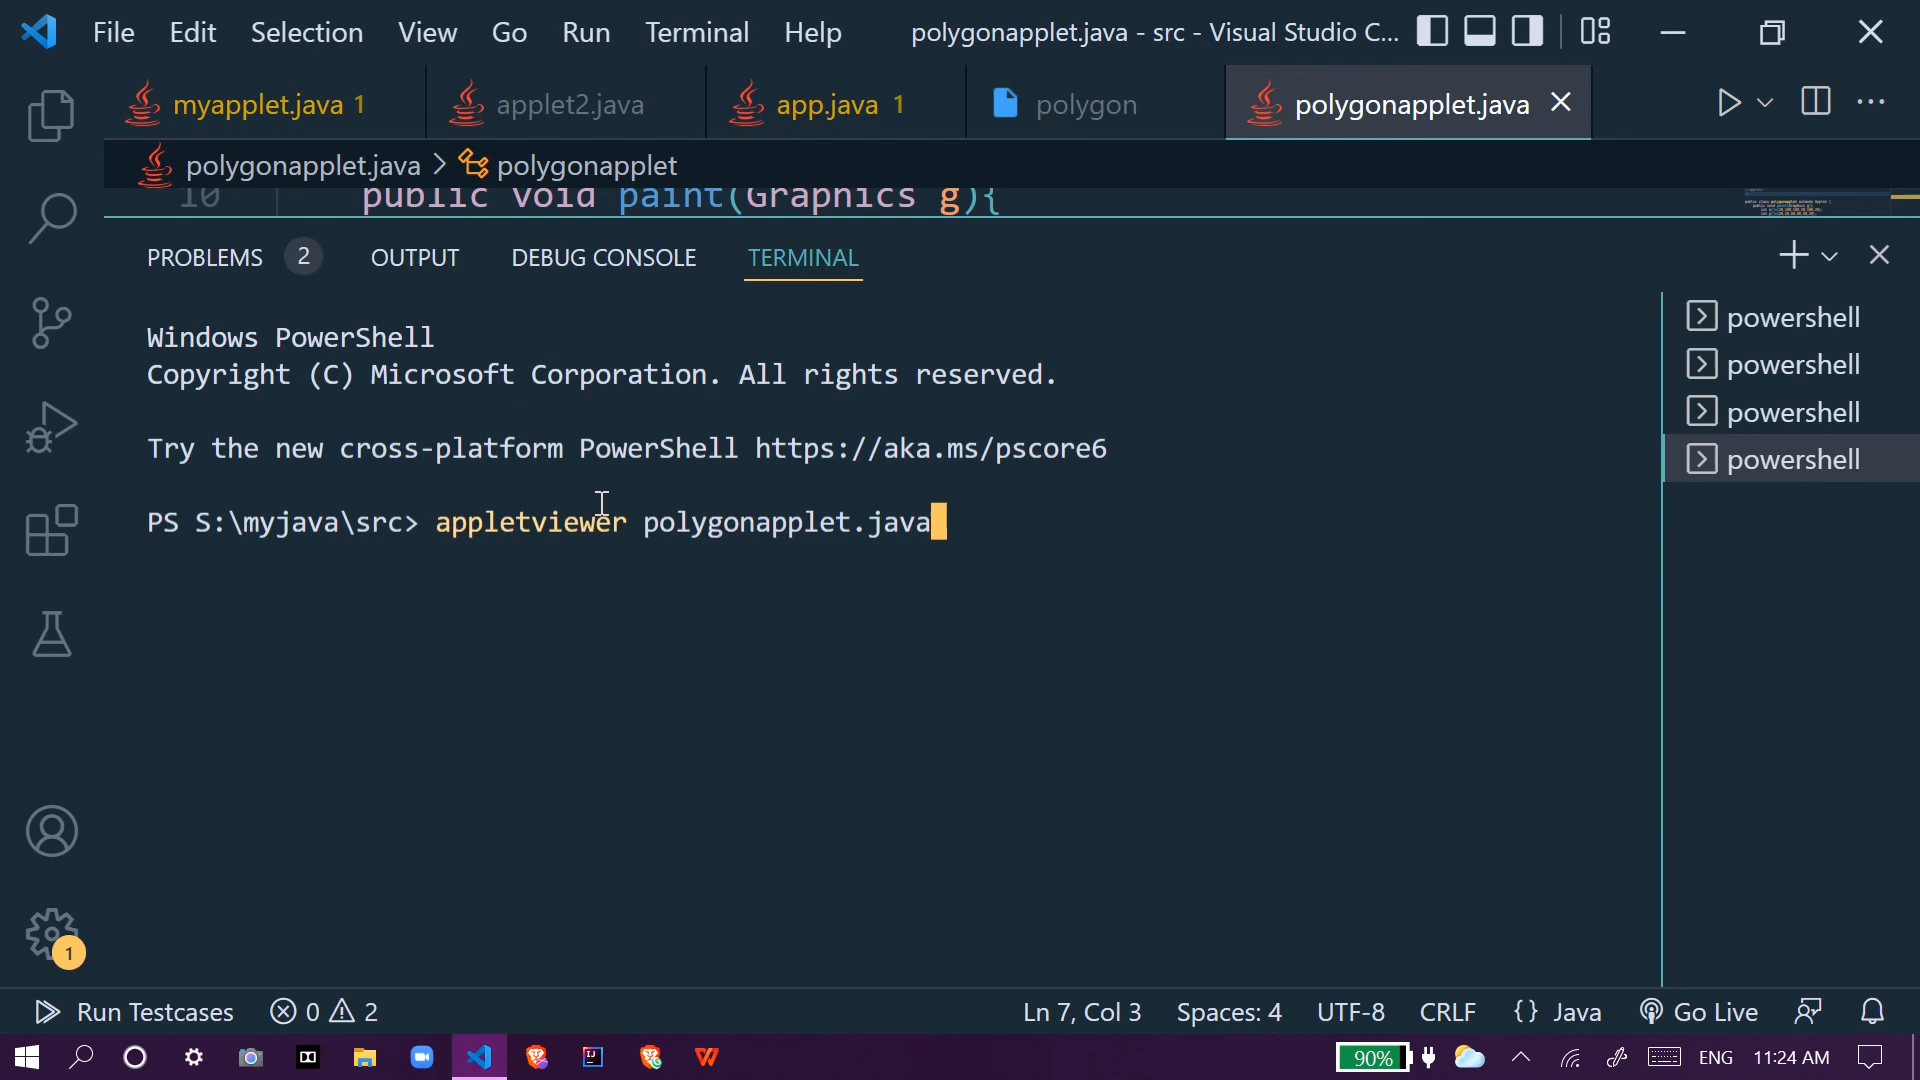 File Edit Selection View Go Run Terminal Help polygonapplet.java - src - Visual Studio C...
myapplet.java 1 applet2.java app.java 1 polygon polygonapplet.java
polygonapplet.java > polygonapplet
10 public void paint(Graphics g){
PROBLEMS 2 OUTPUT DEBUG CONSOLE TERMINAL
Windows PowerShell
Copyright (C) Microsoft Corporation. All rights reserved.
Try the new cross-platform PowerShell https://aka.ms/pscore6
PS S:\myjava\src> appletviewer polygonapplet.java
powershell
powershell
powershell
powershell
1
Run Testcases 0 2 Ln 7, Col 3 Spaces: 4 UTF-8 CRLF {} Java Go Live
90% ENG 11:24 AM